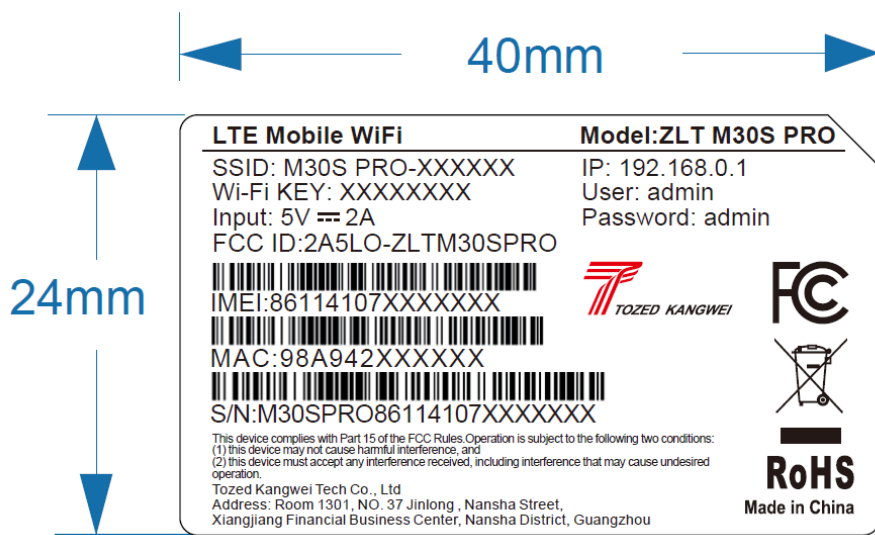 40mm
24mm
LTE Mobile WiFi Model:ZLT M30S PRO
SSID: M30S PRO-XXXXXX IP: 192.168.0.1
Wi-Fi KEY: XXXXXXXX User: admin
Input: 5V ⎓ 2A Password: admin
FCC ID:2A5LO-ZLTM30SPRO
FC
TOZED KANGWEI
IMEI:86114107XXXXXXX
MAC:98A942XXXXXX
S/N:M30SPRO86114107XXXXXXX
This device complies with Part 15 of the FCC Rules.Operation is subject to the following two conditions:
(1) this device may not cause harmful interference, and
(2) this device must accept any interference received, including interference that may cause undesired
operation.
Tozed Kangwei Tech Co., Ltd
Address: Room 1301, NO. 37 Jinlong , Nansha Street,
Xiangjiang Financial Business Center, Nansha District, Guangzhou
RoHS
Made in China